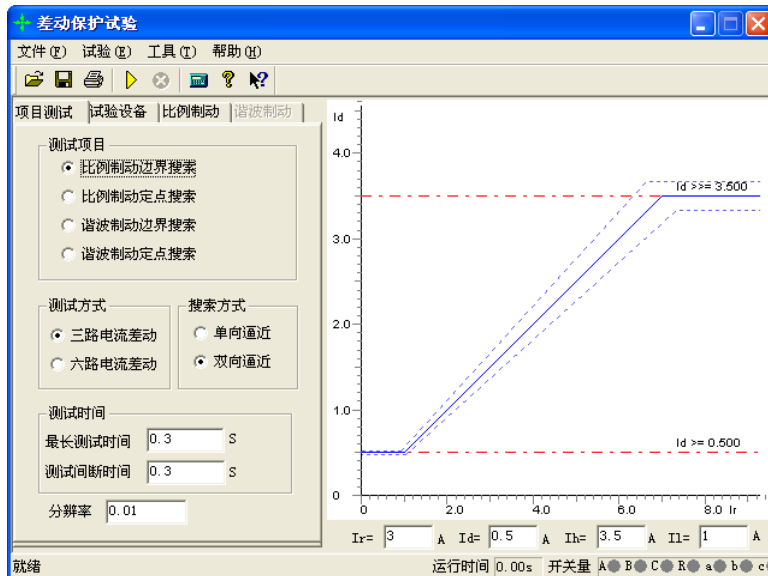 差动保护试验
文件(F) 试验(E) 工具(T) 帮助(H)
项目测试 试验设备 比例制动 谐波制动
测试项目
比例制动边界搜索
比例制动定点搜索
谐波制动边界搜索
谐波制动定点搜索
测试方式
三路电流差动
六路电流差动
搜索方式
单向逼近
双向逼近
测试时间
最长测试时间 0.3 S
测试间断时间 0.3 S
分辨率 0.01
Id
4.0
3.0
2.0
1.0
0
Id >>= 3.500
Id >= 0.500
0 2.0 4.0 6.0 8.0 Ir
Ir= 3 A Id= 0.5 A Ih= 3.5 A Il= 1 A
就绪 运行时间 0.00s 开关量 A B C R a b c